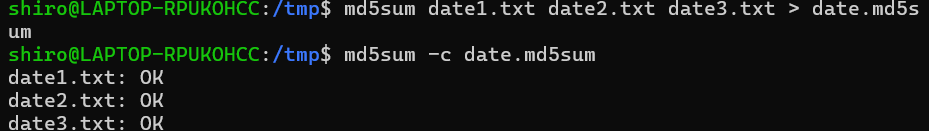 shiro@LAPTOP-RPUKOHCC:/tmp$ md5sum date1.txt date2.txt date3.txt > date.md5s
um
shiro@LAPTOP-RPUKOHCC:/tmp$ md5sum -c date.md5sum
date1.txt: OK
date2.txt: OK
date3.txt: OK